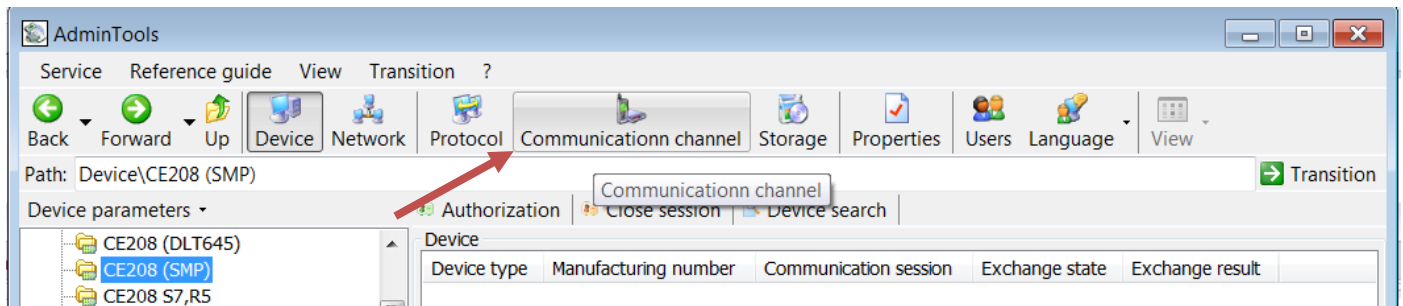 AdminTools
Service Reference guide View Transition ?
Back Forward Up Device Network Protocol Communicationn channel Storage Properties Users Language View
Path: Device\CE208 (SMP) Transition
Communicationn channel
Device parameters Authorization Close session Device search
CE208 (DLT645)
CE208 (SMP)
CE208 S7,R5
Device
Device type Manufacturing number Communication session Exchange state Exchange result